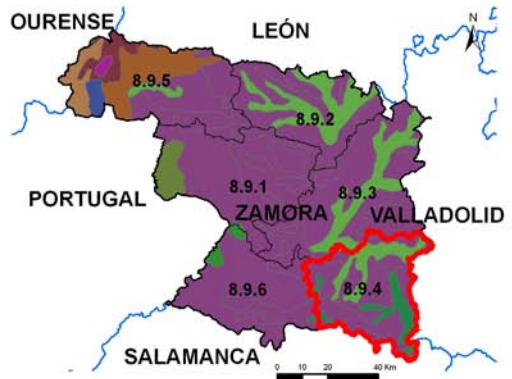 OURENSE
LEÓN
N
8.9.5
8.9.2
8.9.1
8.9.3
PORTUGAL
ZAMORA
VALLADOLID
8.9.4
8.9.6
SALAMANCA
10 0 10 20 40 Km